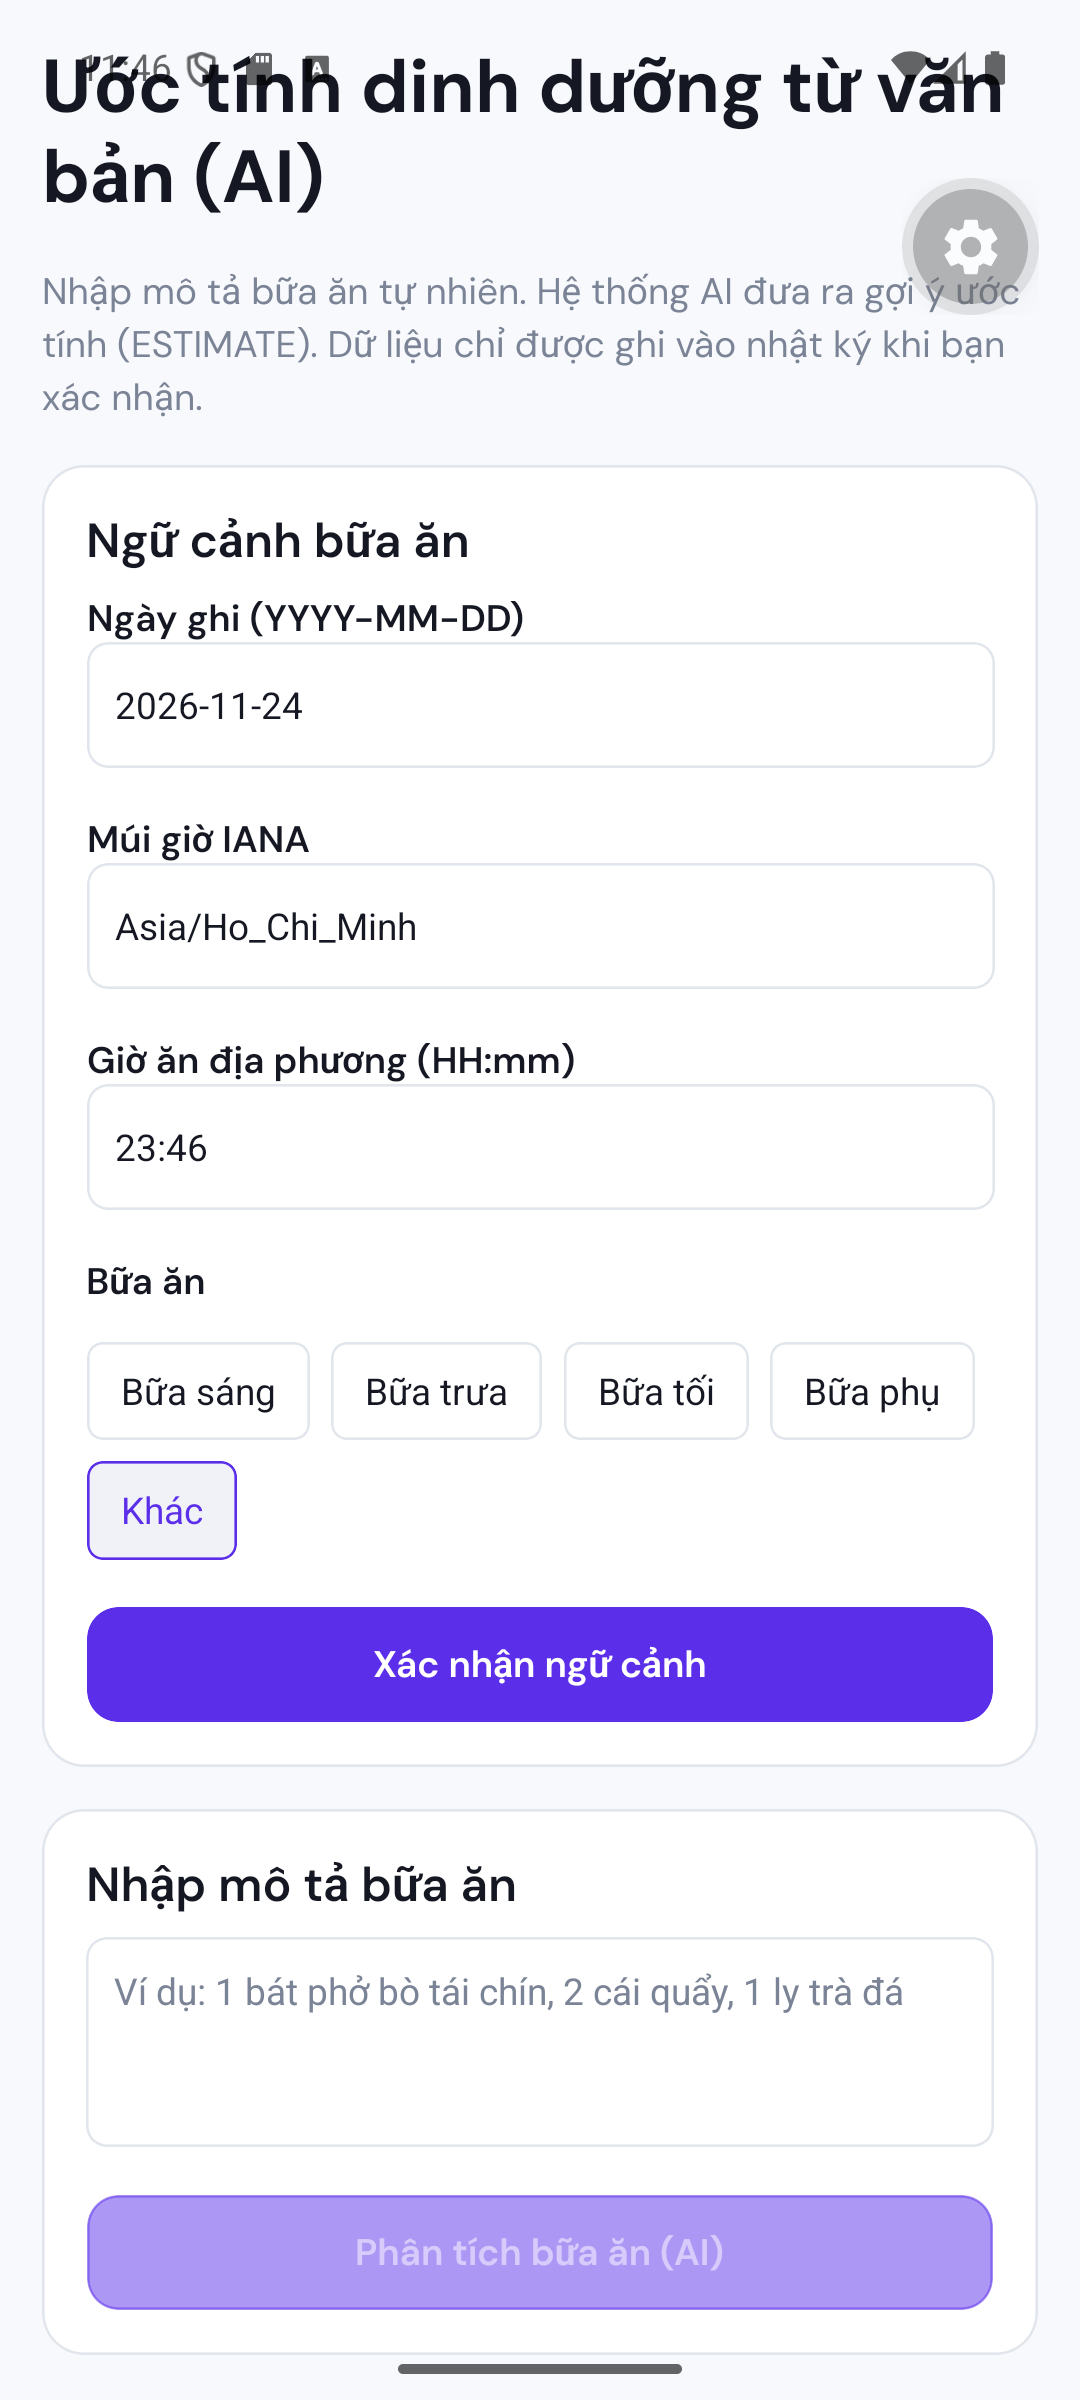 11:46
Ước tính dinh dưỡng từ văn
bản (AI)
Nhập mô tả bữa ăn tự nhiên. Hệ thống AI đưa ra gợi ý ước
tính (ESTIMATE). Dữ liệu chỉ được ghi vào nhật ký khi bạn
xác nhận.
Ngữ cảnh bữa ăn
Ngày ghi (YYYY-MM-DD)
2026-11-24
Múi giờ IANA
Asia/Ho_Chi_Minh
Giờ ăn địa phương (HH:mm)
23:46
Bữa ăn
Bữa sáng Bữa trưa Bữa tối Bữa phụ
Khác
Xác nhận ngữ cảnh
Nhập mô tả bữa ăn
Ví dụ: 1 bát phở bò tái chín, 2 cái quẩy, 1 ly trà đá
Phân tích bữa ăn (AI)